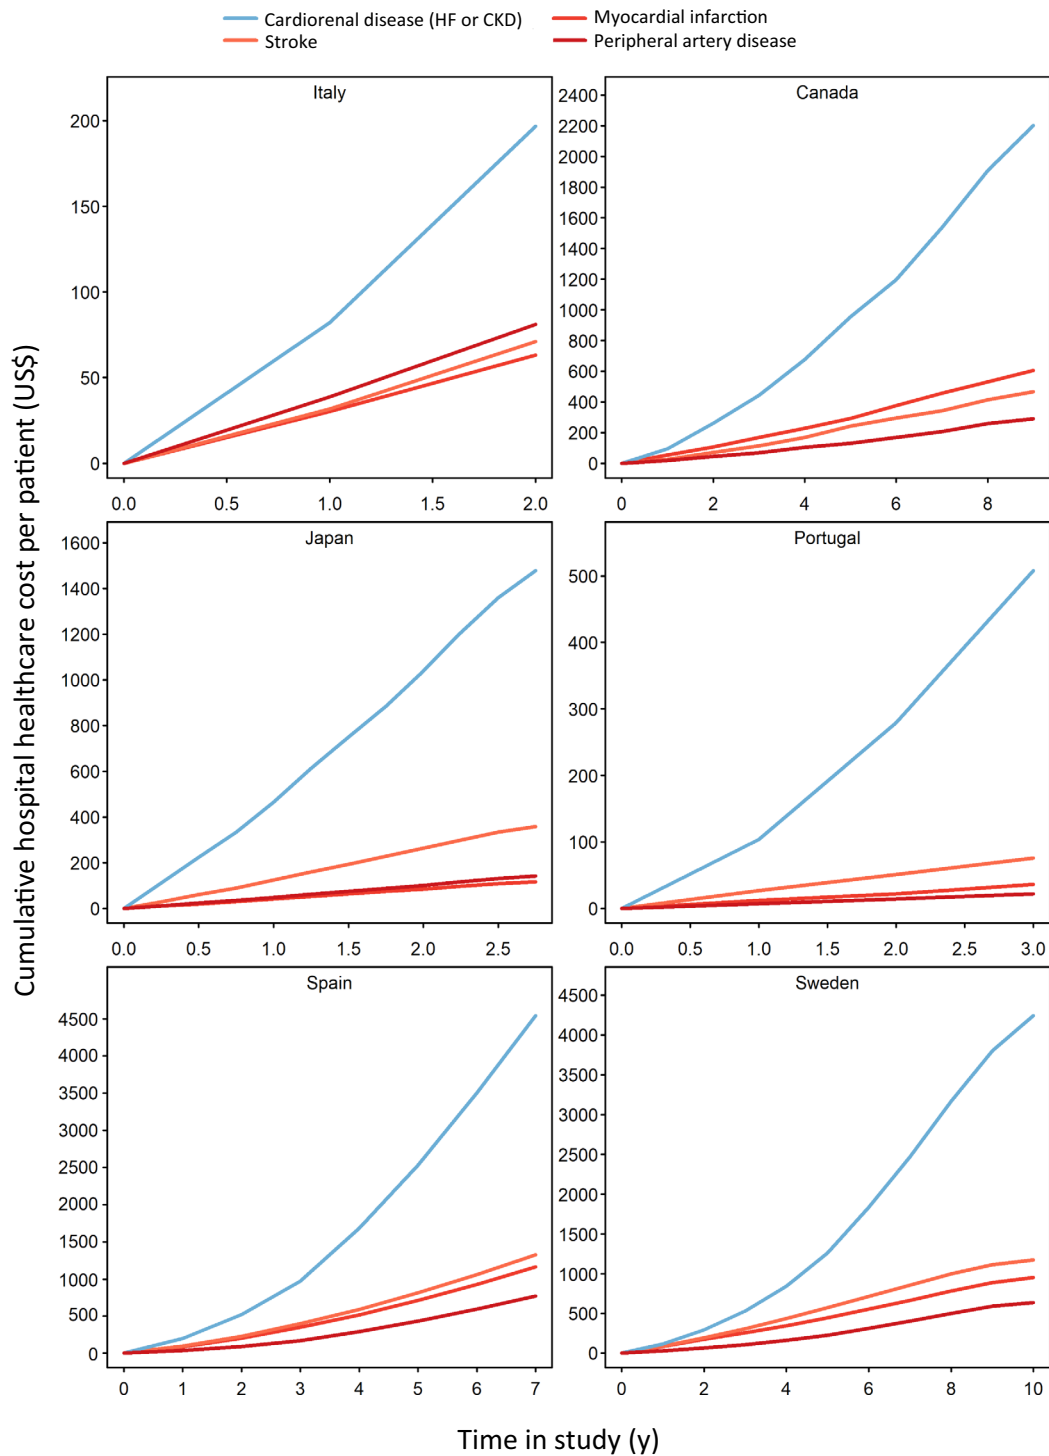 Cardiorenal disease (HF or CKD)
Myocardial infarction
Stroke
Peripheral artery disease
Cumulative hospital healthcare cost per patient (US$)
Italy
200
150
100
50
0
0.0 0.5 1.0 1.5 2.0
Canada
2400
2200
2000
1800
1600
1400
1200
1000
800
600
400
200
0
0 2 4 6 8
Japan
1600
1400
1200
1000
800
600
400
200
0
0.0 0.5 1.0 1.5 2.0 2.5
Portugal
500
400
300
200
100
0
0.0 0.5 1.0 1.5 2.0 2.5 3.0
Spain
4500
4000
3500
3000
2500
2000
1500
1000
500
0
0 1 2 3 4 5 6 7
Sweden
4500
4000
3500
3000
2500
2000
1500
1000
500
0
0 2 4 6 8 10
Time in study (y)